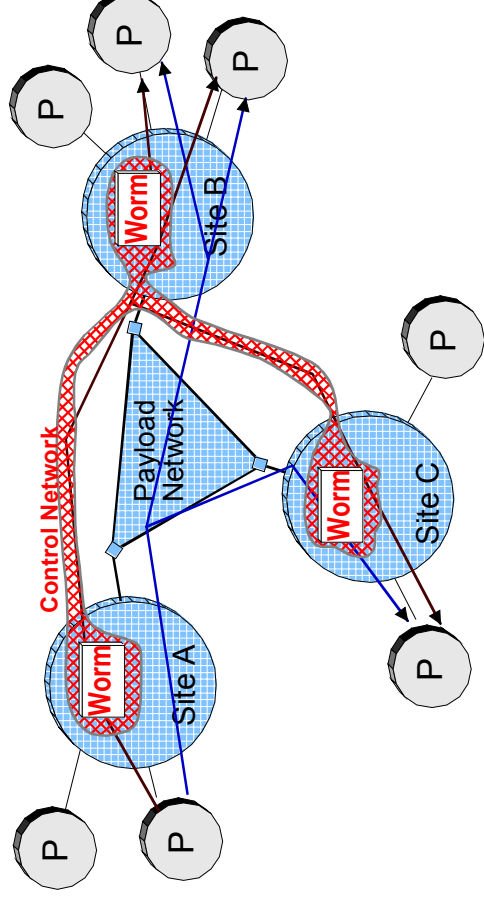 Control Network
P
P
P
Worm
Site B
Payload
Network
Worm
Site A
Worm
Site C
P
P
P
P